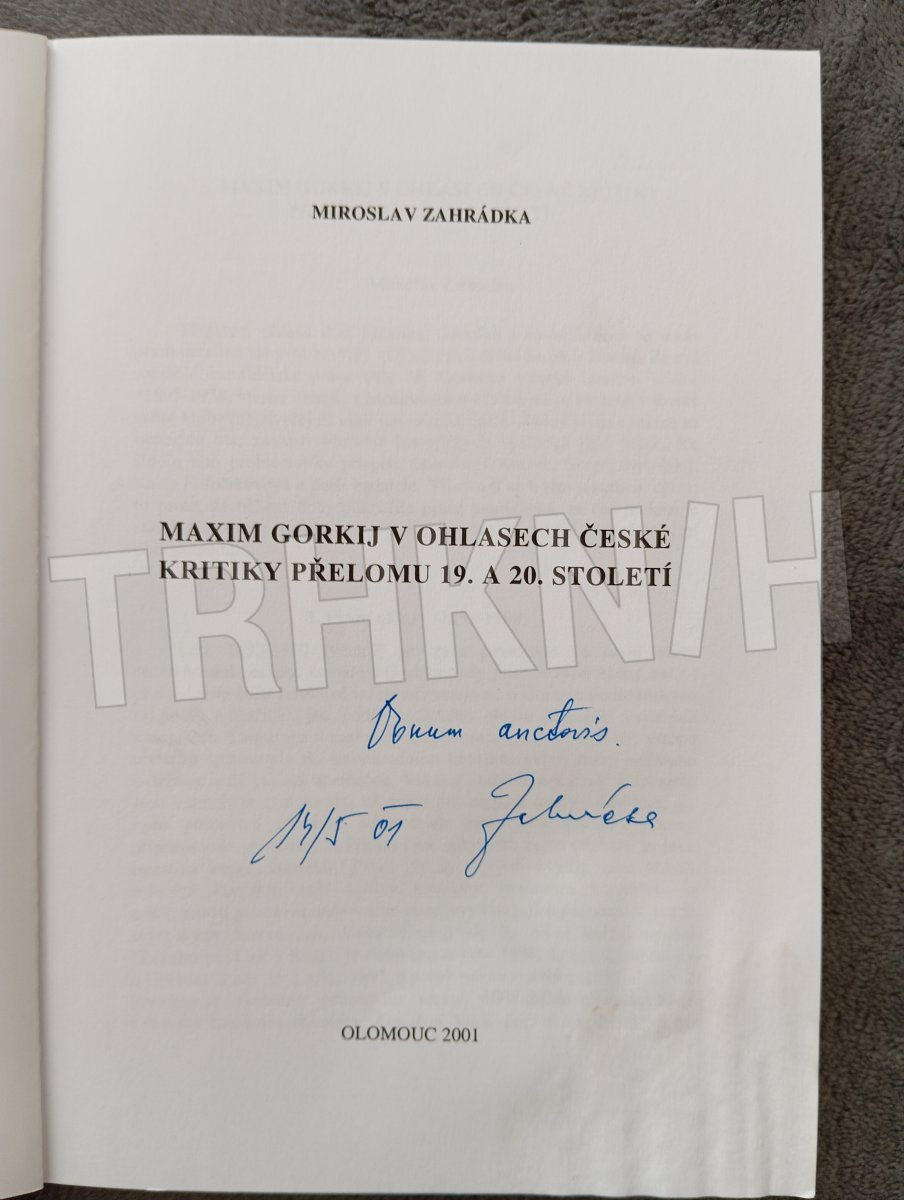 MIROSLAV ZAHRÁDKA
MAXIM GORKIJ V OHLASECH ČESKÉ
KRITIKY PŘELOMU 19. A 20. STOLETÍ
TRHKNIH
Donum auctoris.
14/5 01 Zahrádka
OLOMOUC 2001